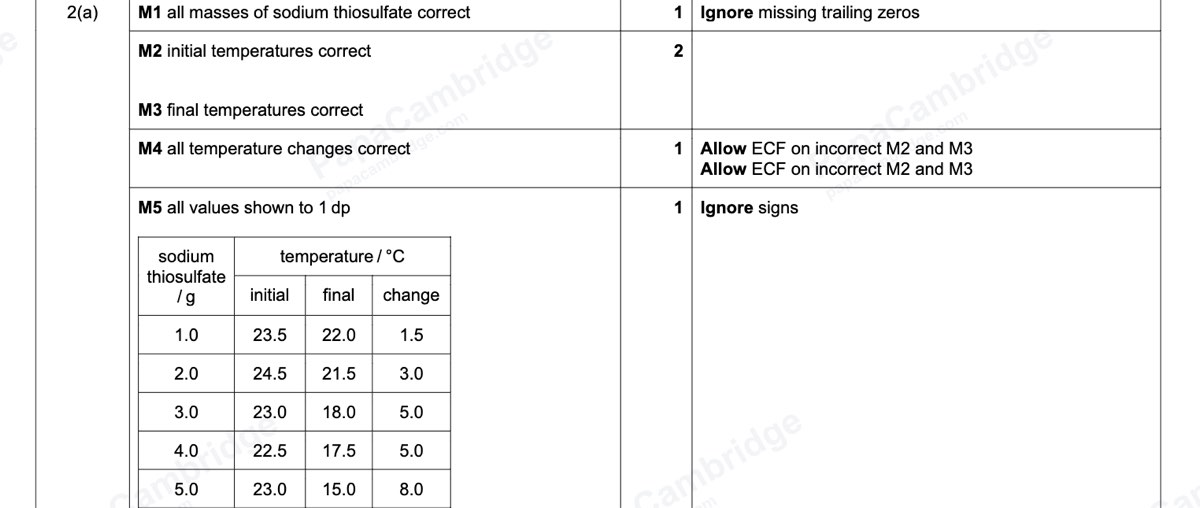 2(a) M1 all masses of sodium thiosulfate correct 1 Ignore missing trailing zeros
M2 initial temperatures correct 2
M3 final temperatures correct
M4 all temperature changes correct 1 Allow ECF on incorrect M2 and M3
Allow ECF on incorrect M2 and M3
M5 all values shown to 1 dp 1 Ignore signs
sodium thiosulfate / g temperature / °C
initial final change
1.0 23.5 22.0 1.5
2.0 24.5 21.5 3.0
3.0 23.0 18.0 5.0
4.0 22.5 17.5 5.0
5.0 23.0 15.0 8.0
PapaCambridge
PapaCambridge
Cambridge